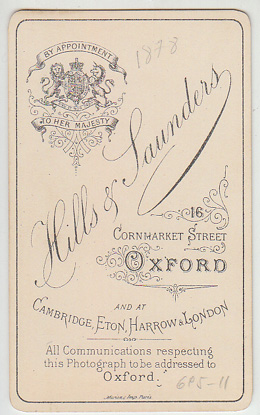 BY APPOINTMENT
1878
TO HER MAJESTY
Hills & Saunders
16
CORNMARKET STREET
OXFORD
AND AT
CAMBRIDGE, ETON, HARROW & LONDON
All Communications respecting
this Photograph to be addressed to
Oxford.
6P5-11